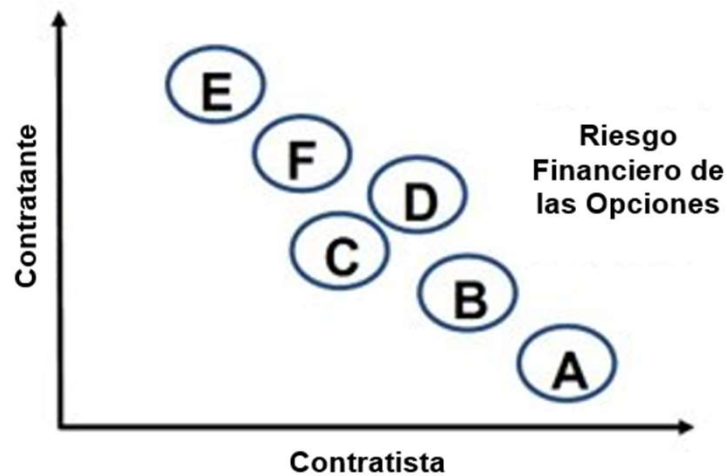 E
F
D
C
B
A
Riesgo
Financiero de
las Opciones
Contratante
Contratista